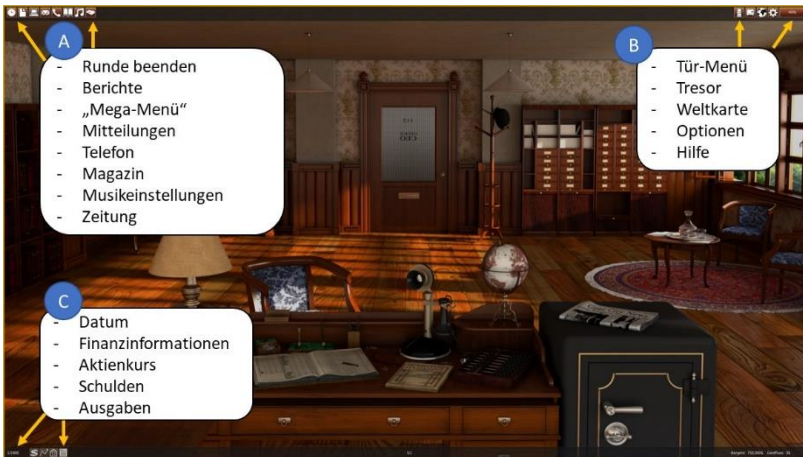 A
- Runde beenden
- Berichte
- „Mega-Menü“
- Mitteilungen
- Telefon
- Magazin
- Musikeinstellungen
- Zeitung
B
- Tür-Menü
- Tresor
- Weltkarte
- Optionen
- Hilfe
C
- Datum
- Finanzinformationen
- Aktienkurs
- Schulden
- Ausgaben